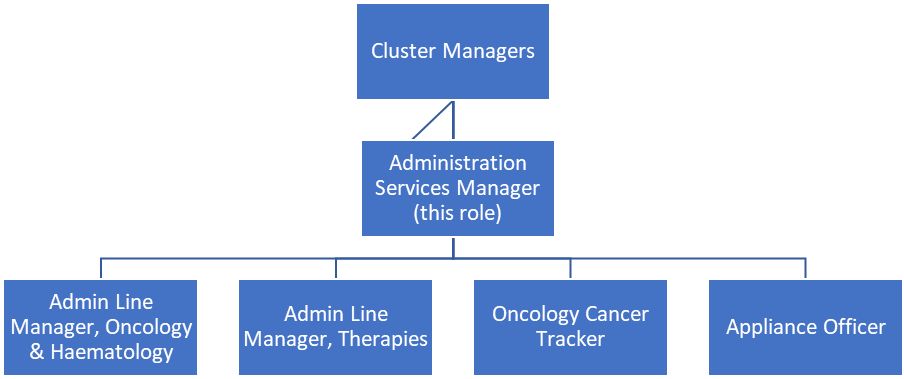 Cluster Managers
Administration
Services Manager
(this role)
Admin Line
Manager, Oncology
& Haematology
Admin Line
Manager, Therapies
Oncology Cancer
Tracker
Appliance Officer